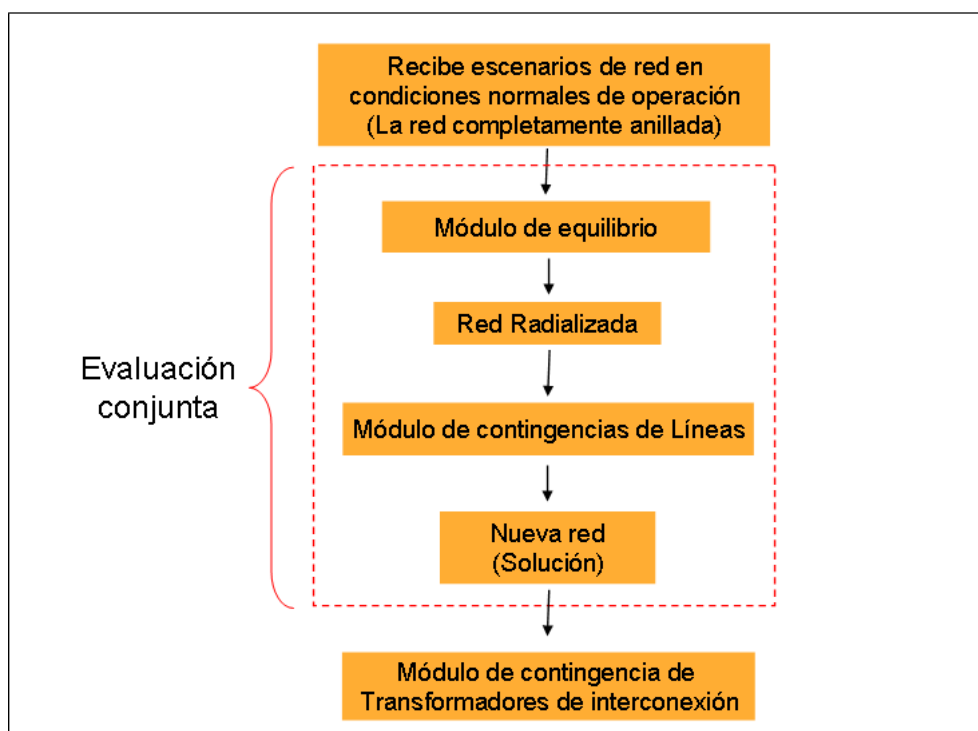 Recibe escenarios de red en
condiciones normales de operación
(La red completamente anillada)
Módulo de equilibrio
Red Radializada
Evaluación
conjunta
Módulo de contingencias de Líneas
Nueva red
(Solución)
Módulo de contingencia de
Transformadores de interconexión